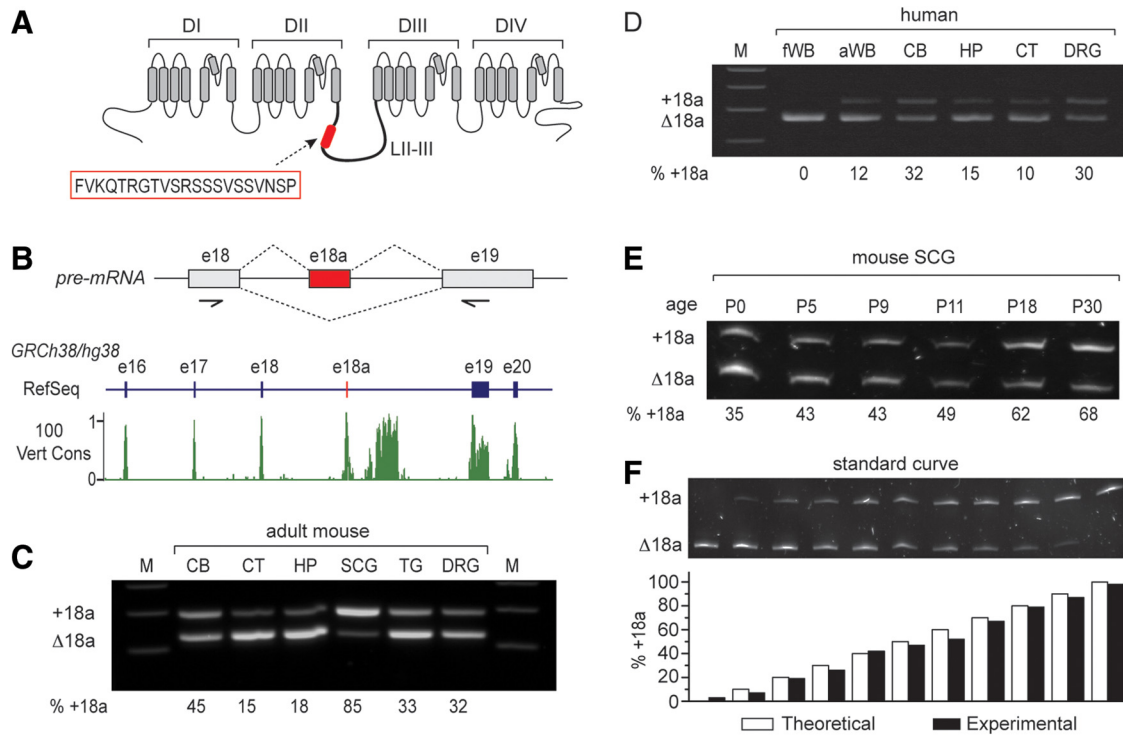 A
DI DII DIII DIV
LII-III
FVKQTRGTVSRSSSVSSVNSP
B
e18 e18a e19
pre-mRNA
GRCh38/hg38
e16 e17 e18 e18a e19 e20
RefSeq
1
100
Vert Cons
0
C
adult mouse
M CB CT HP SCG TG DRG M
+18a
Δ18a
% +18a 45 15 18 85 33 32
D
human
M fWB aWB CB HP CT DRG
+18a
Δ18a
% +18a 0 12 32 15 10 30
E
mouse SCG
age P0 P5 P9 P11 P18 P30
+18a
Δ18a
% +18a 35 43 43 49 62 68
F
standard curve
+18a
Δ18a
100
80
60
40
20
0
% +18a
Theoretical Experimental